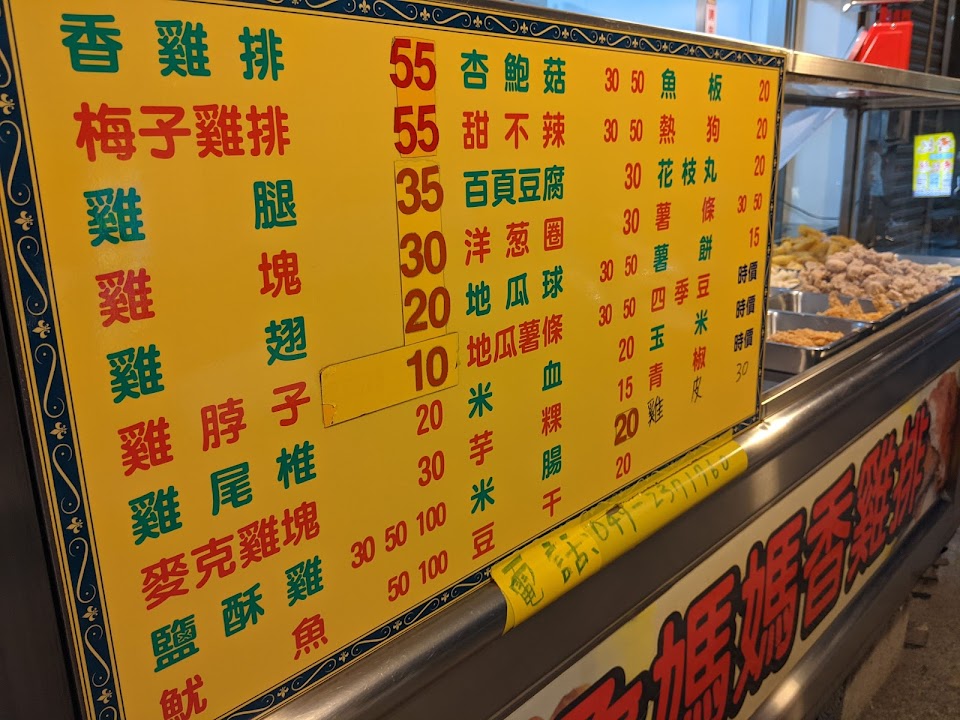 香雞排 55
梅子雞排 55
雞腿 35
雞塊 30
雞翅 20
雞脖子 10
雞尾椎 20
麥克雞塊 30
鹽酥雞 30 50 100
魷魚 50 100
杏鮑菇 30 50
甜不辣 30 50
百頁豆腐 30
洋葱圈 30
地瓜球 30 50
地瓜薯條 30 50
米血 20
芋粿 15
米腸 20
豆干 20
魚板 20
熱狗 20
花枝丸 20
薯條 30 50
薯餅 15
四季豆 時價
玉米 時價
青椒 時價
雞皮 30
電話:
媽媽香雞排